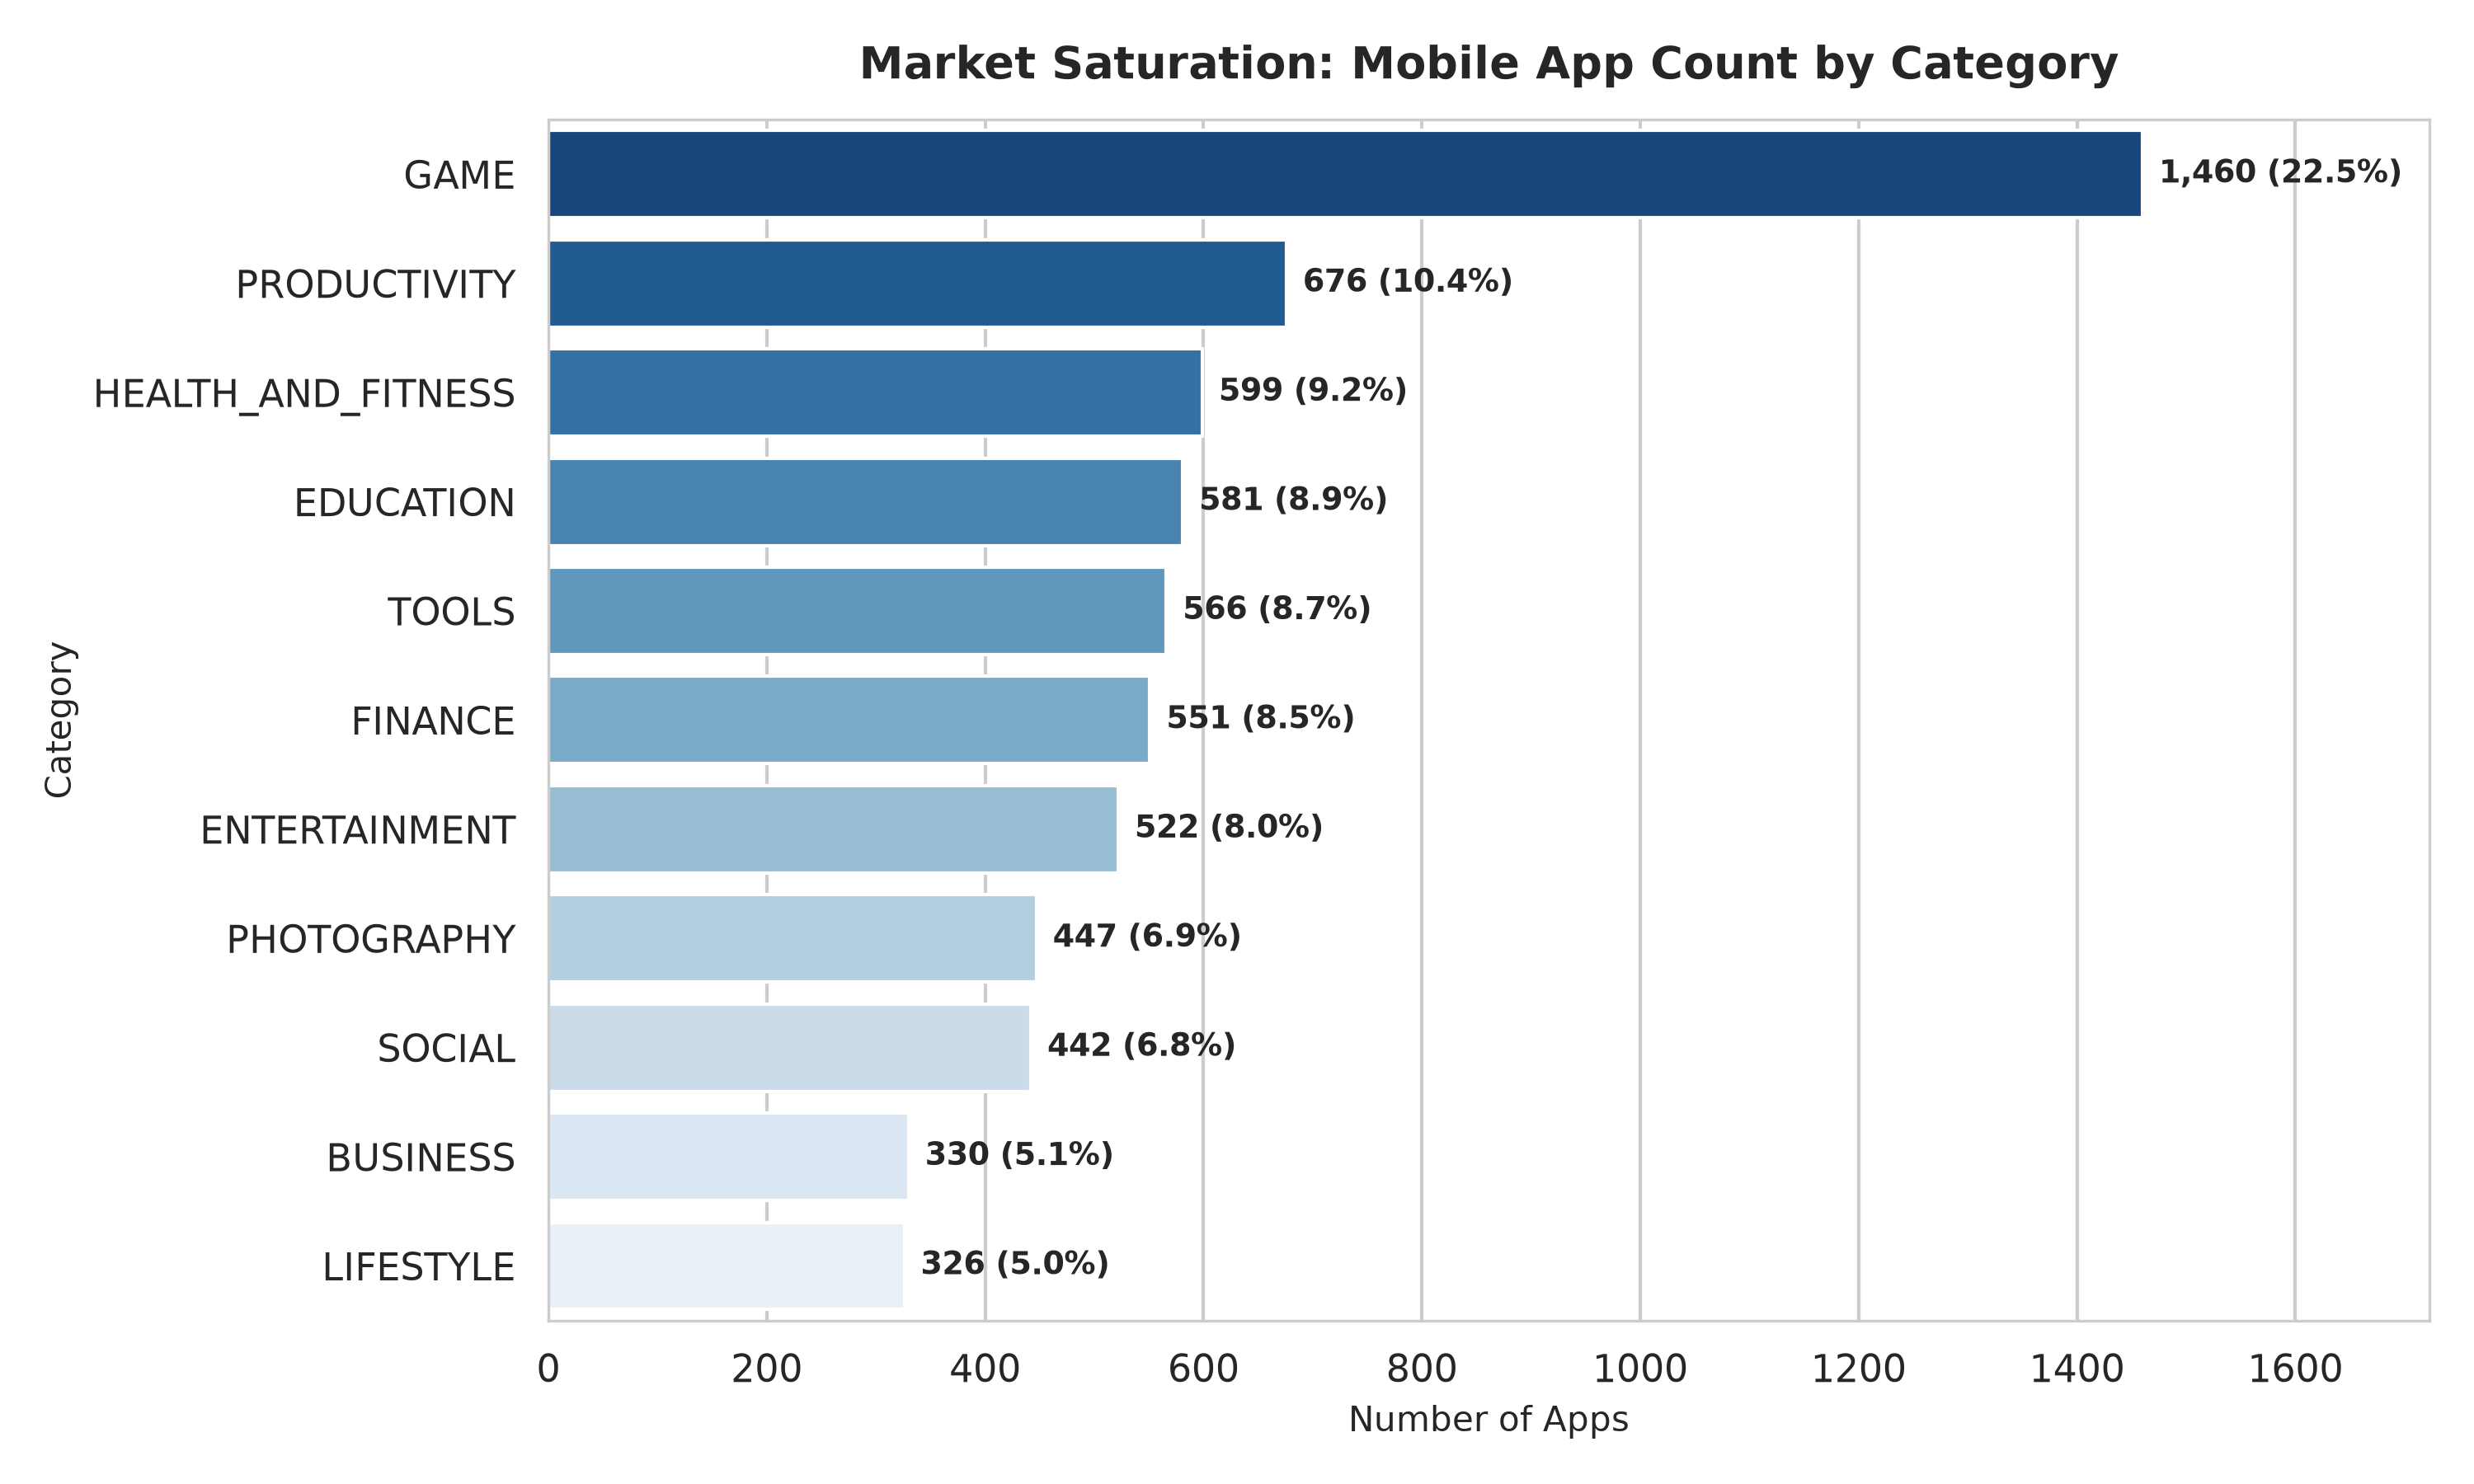 Market Saturation: Mobile App Count by Category
GAME 1,460 (22.5%)
PRODUCTIVITY 676 (10.4%)
HEALTH_AND_FITNESS 599 (9.2%)
EDUCATION 581 (8.9%)
TOOLS 566 (8.7%)
FINANCE 551 (8.5%)
ENTERTAINMENT 522 (8.0%)
PHOTOGRAPHY 447 (6.9%)
SOCIAL 442 (6.8%)
BUSINESS 330 (5.1%)
LIFESTYLE 326 (5.0%)
Category
0 200 400 600 800 1000 1200 1400 1600
Number of Apps